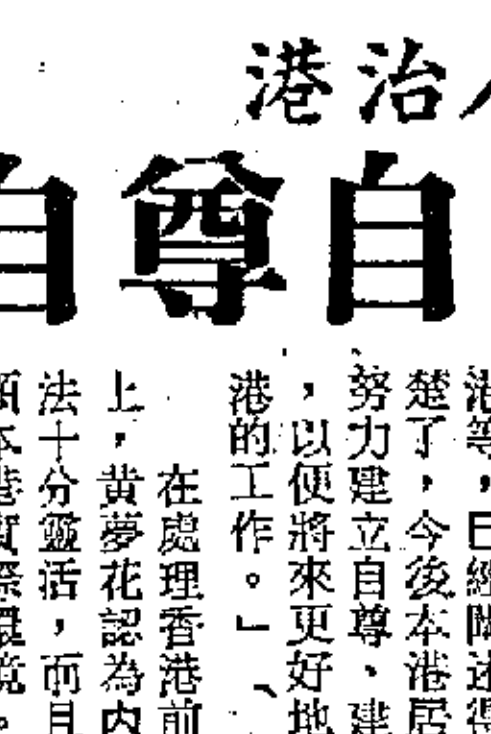 治港
自尊自
港等，已經闡述得
楚了，今後本港居
努力建立自尊、建
，以便將來更好地
港的工作。」
在處理香港前
上，黃夢花認為内
法十分靈活，而且
本港實際環境。